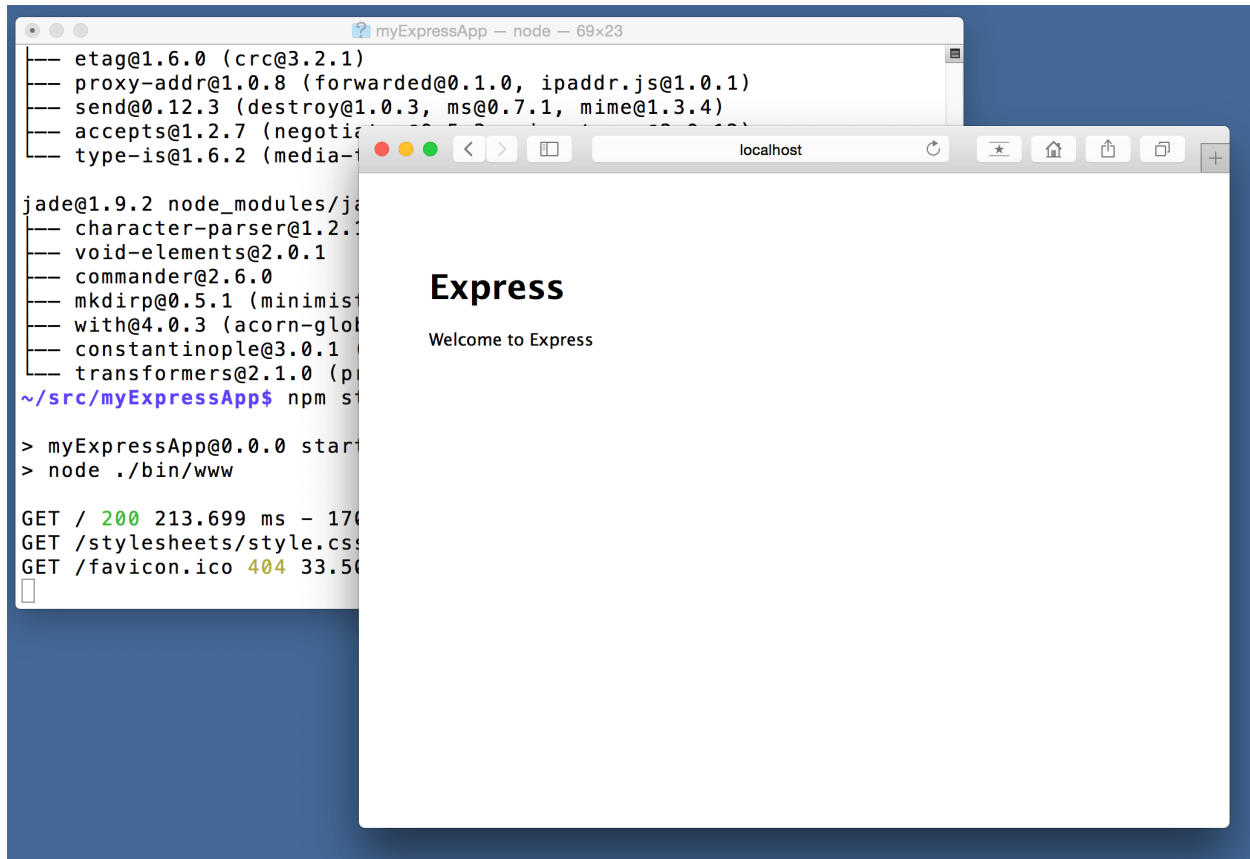 myExpressApp — node — 69×23
├── etag@1.6.0 (crc@3.2.1)
├── proxy-addr@1.0.8 (forwarded@0.1.0, ipaddr.js@1.0.1)
├── send@0.12.3 (destroy@1.0.3, ms@0.7.1, mime@1.3.4)
├── accepts@1.2.7
└── type-is@1.6.2
jade@1.9.2
├── character-parser@1.2.1
├── void-elements@2.0.1
├── commander@2.6.0
├── mkdirp@0.5.1 (minimist
├── with@4.0.3
├── constantinople@3.0.1
└── transformers@2.1.0
~/src/myExpressApp$ npm
> myExpressApp@0.0.0 start
> node ./bin/www
GET / 200 213.699 ms –
GET /stylesheets/style.css
GET /favicon.ico 404
localhost
Express
Welcome to Express